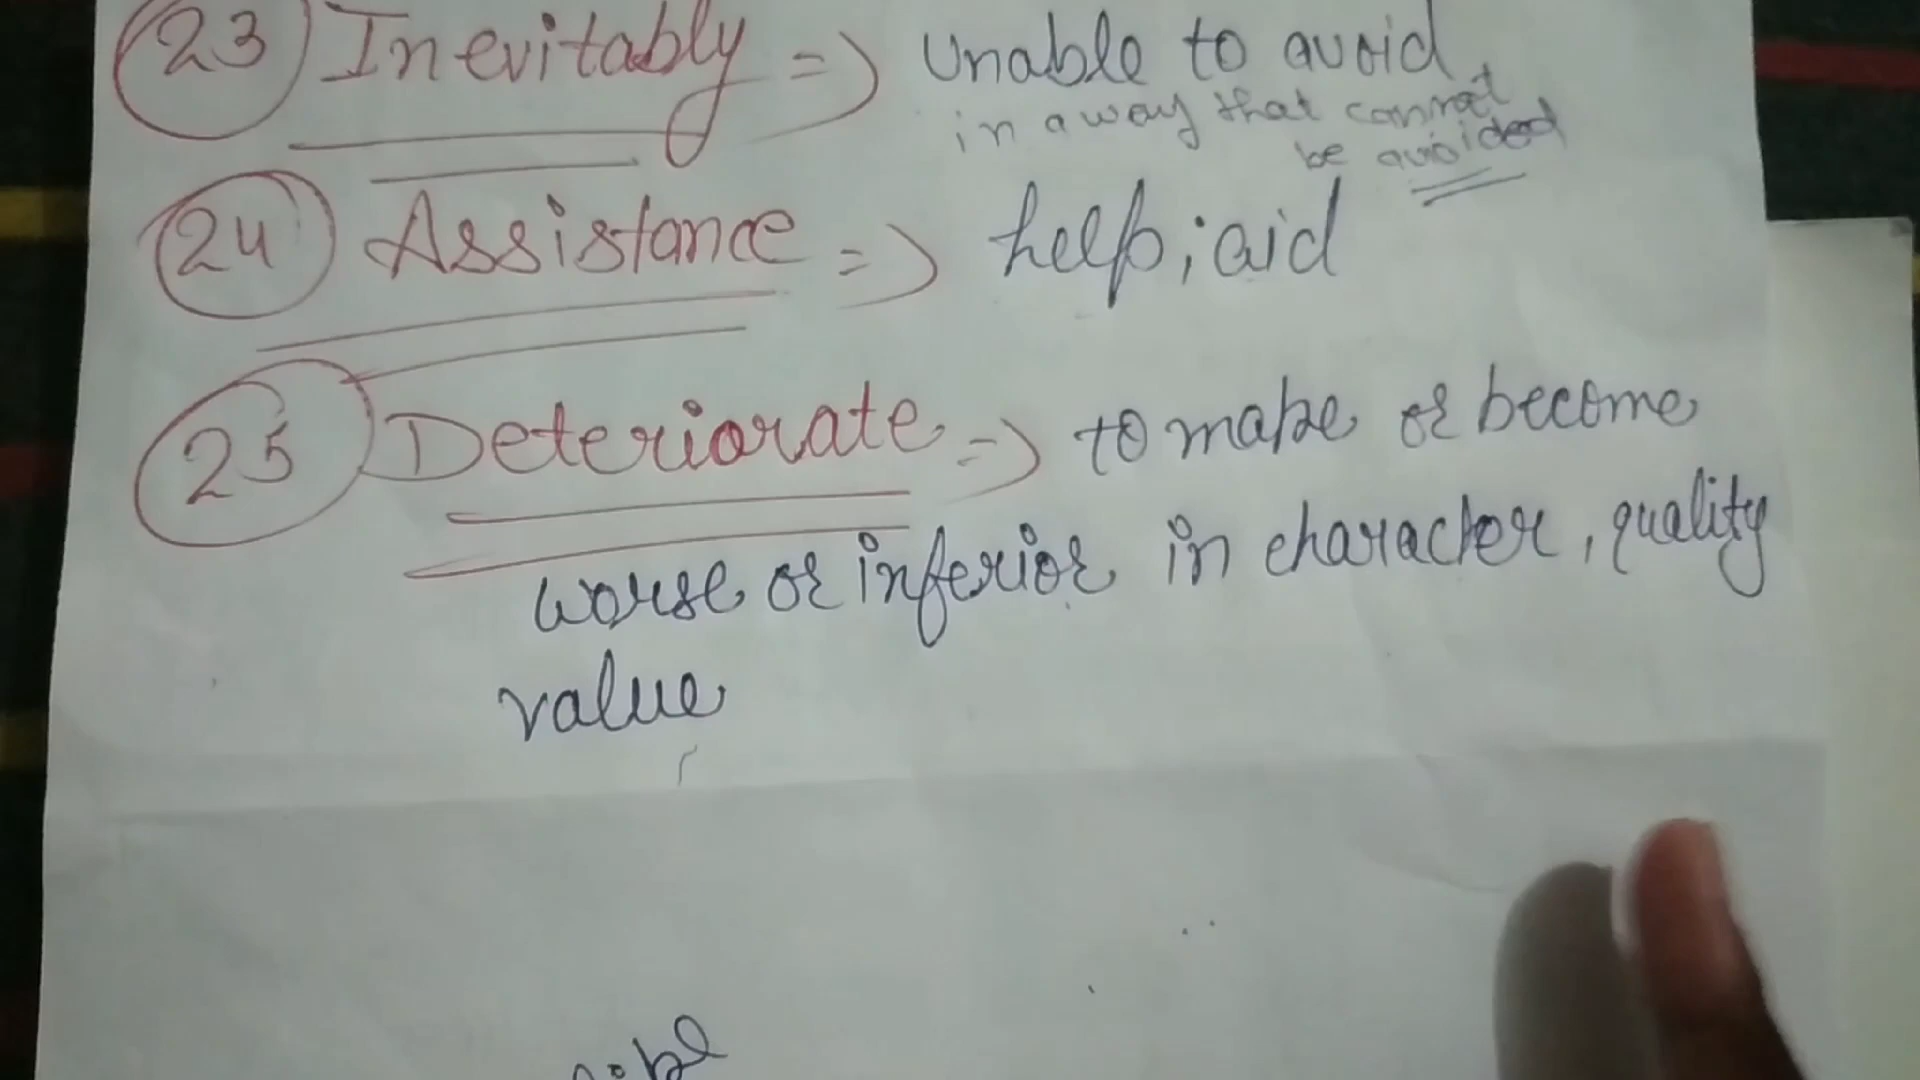 23 Inevitably => Unable to avoid
in a way that cannot
be avoided
24 Assistance => help; aid
25 Deteriorate => to make or become
worse or inferior in character, quality
value